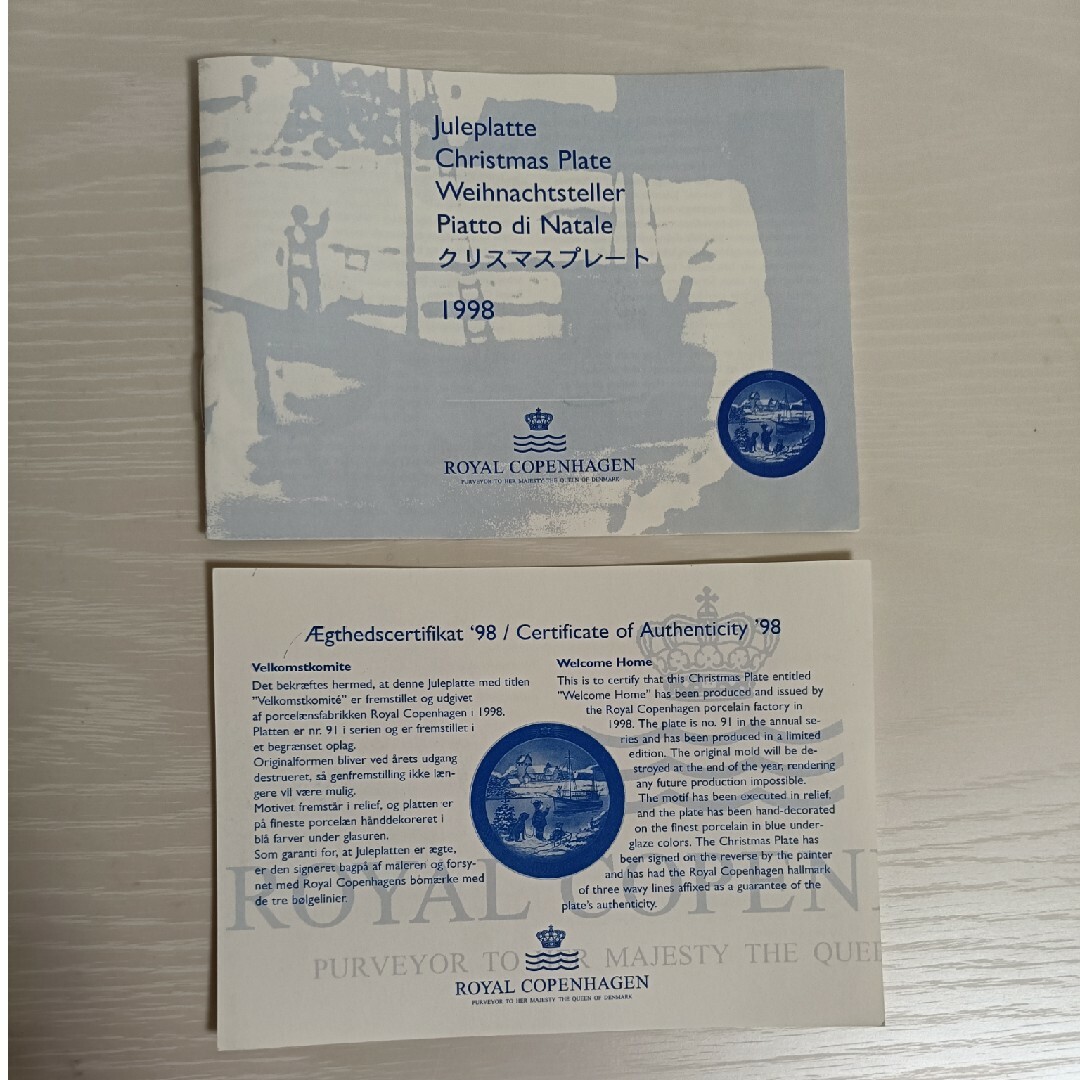 Juleplatte
Christmas Plate
Weihnachtsteller
Piatto di Natale
クリスマスプレート
1998
ROYAL COPENHAGEN
PURVEYOR TO HER MAJESTY THE QUEEN OF DENMARK
Ægthedscertifikat ‘98 / Certificate of Authenticity ’98
Velkomstkomite
Det bekræftes hermed, at denne Juleplatte med titlen
"Velkomstkomité" er fremstillet og udgivet
af porcelænsfabrikken Royal Copenhagen i 1998.
Platten er nr. 91 i serien og er fremstillet i
et begrænset oplag.
Originalformen bliver ved årets udgang
destrueret, så genfremstilling ikke læn-
gere vil være mulig.
Motivet fremstår i relief, og platten er
på fineste porcelæn hånddekoreret i
blå farver under glasuren.
Som garanti for, at Juleplatten er ægte,
er den signeret bagpå af maleren og forsy-
net med Royal Copenhagens bomærke med
de tre bølgelinier.
Welcome Home
This is to certify that this Christmas Plate entitled
"Welcome Home" has been produced and issued by
the Royal Copenhagen porcelain factory in
1998. The plate is no. 91 in the annual se-
ries and has been produced in a limited
edition. The original mold will be de-
stroyed at the end of the year, rendering
any future production impossible.
The motif has been executed in relief,
and the plate has been hand-decorated
on the finest porcelain in blue under-
glaze colors. The Christmas Plate has
been signed on the reverse by the painter
and has had the Royal Copenhagen hallmark
of three wavy lines affixed as a guarantee of the
plate's authenticity.
ROYAL COPEN
PURVEYOR TO HER MAJESTY THE QUE
ROYAL COPENHAGEN
PURVEYOR TO HER MAJESTY THE QUEEN OF DENMARK